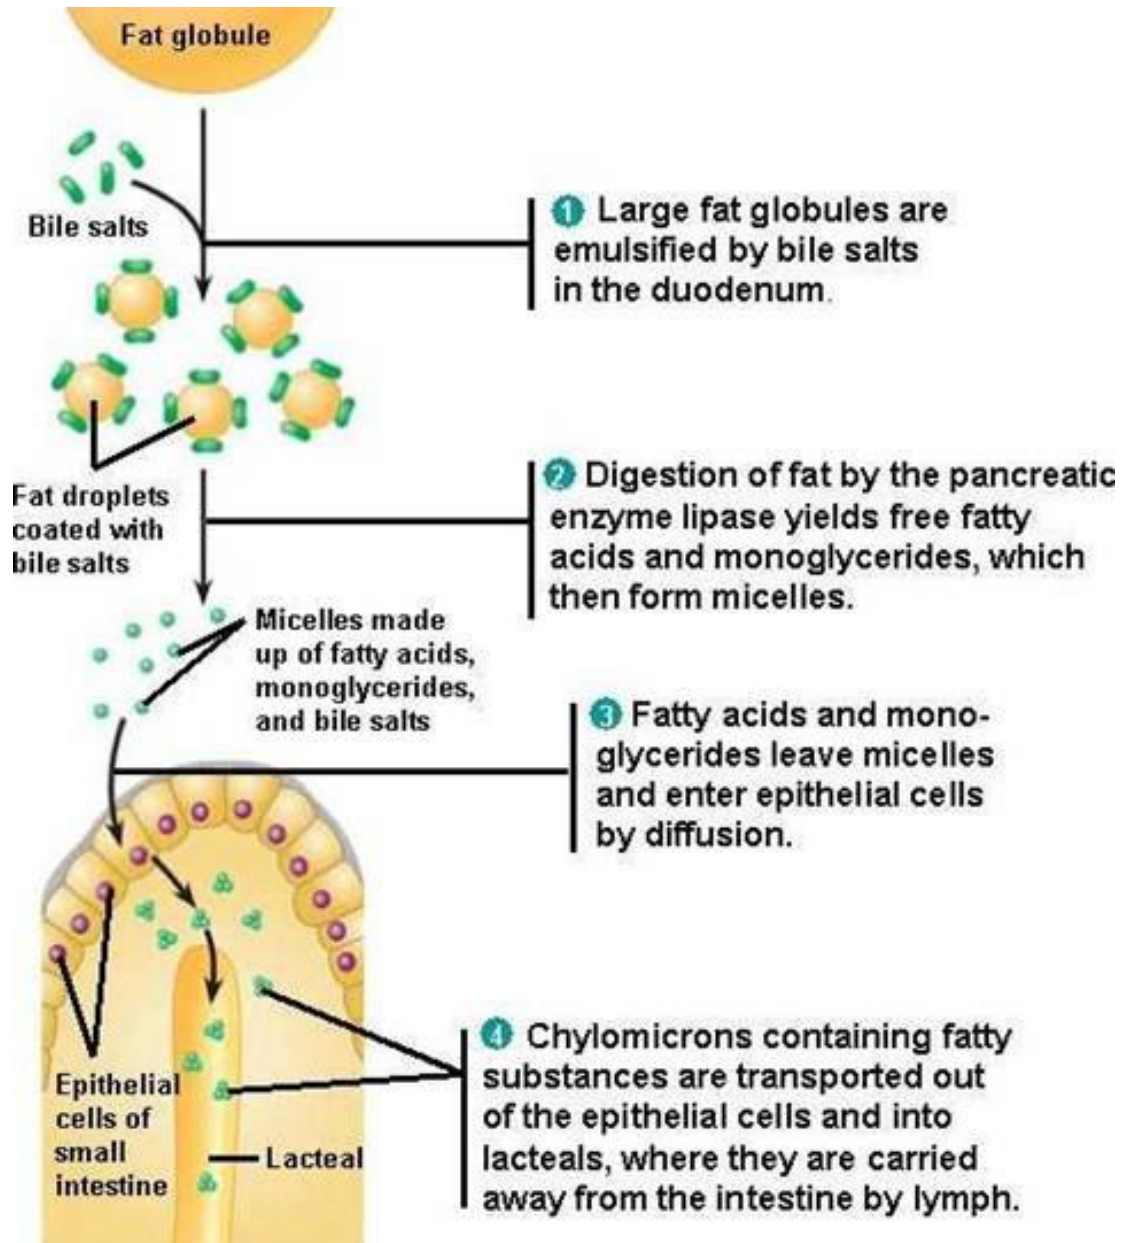 Fat globule
Bile salts
1 Large fat globules are
emulsified by bile salts
in the duodenum.
Fat droplets
coated with
bile salts
2 Digestion of fat by the pancreatic
enzyme lipase yields free fatty
acids and monoglycerides, which
then form micelles.
Micelles made
up of fatty acids,
monoglycerides,
and bile salts
3 Fatty acids and mono-
glycerides leave micelles
and enter epithelial cells
by diffusion.
Epithelial
cells of
small
intestine
Lacteal
4 Chylomicrons containing fatty
substances are transported out
of the epithelial cells and into
lacteals, where they are carried
away from the intestine by lymph.